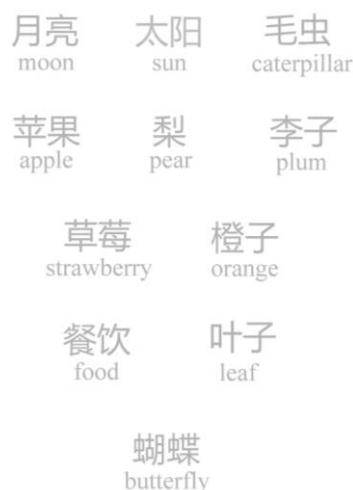 月亮 太阳 毛虫
moon sun caterpillar
苹果 梨 李子
apple pear plum
草莓 橙子
strawberry orange
餐饮 叶子
food leaf
蝴蝶
butterfly